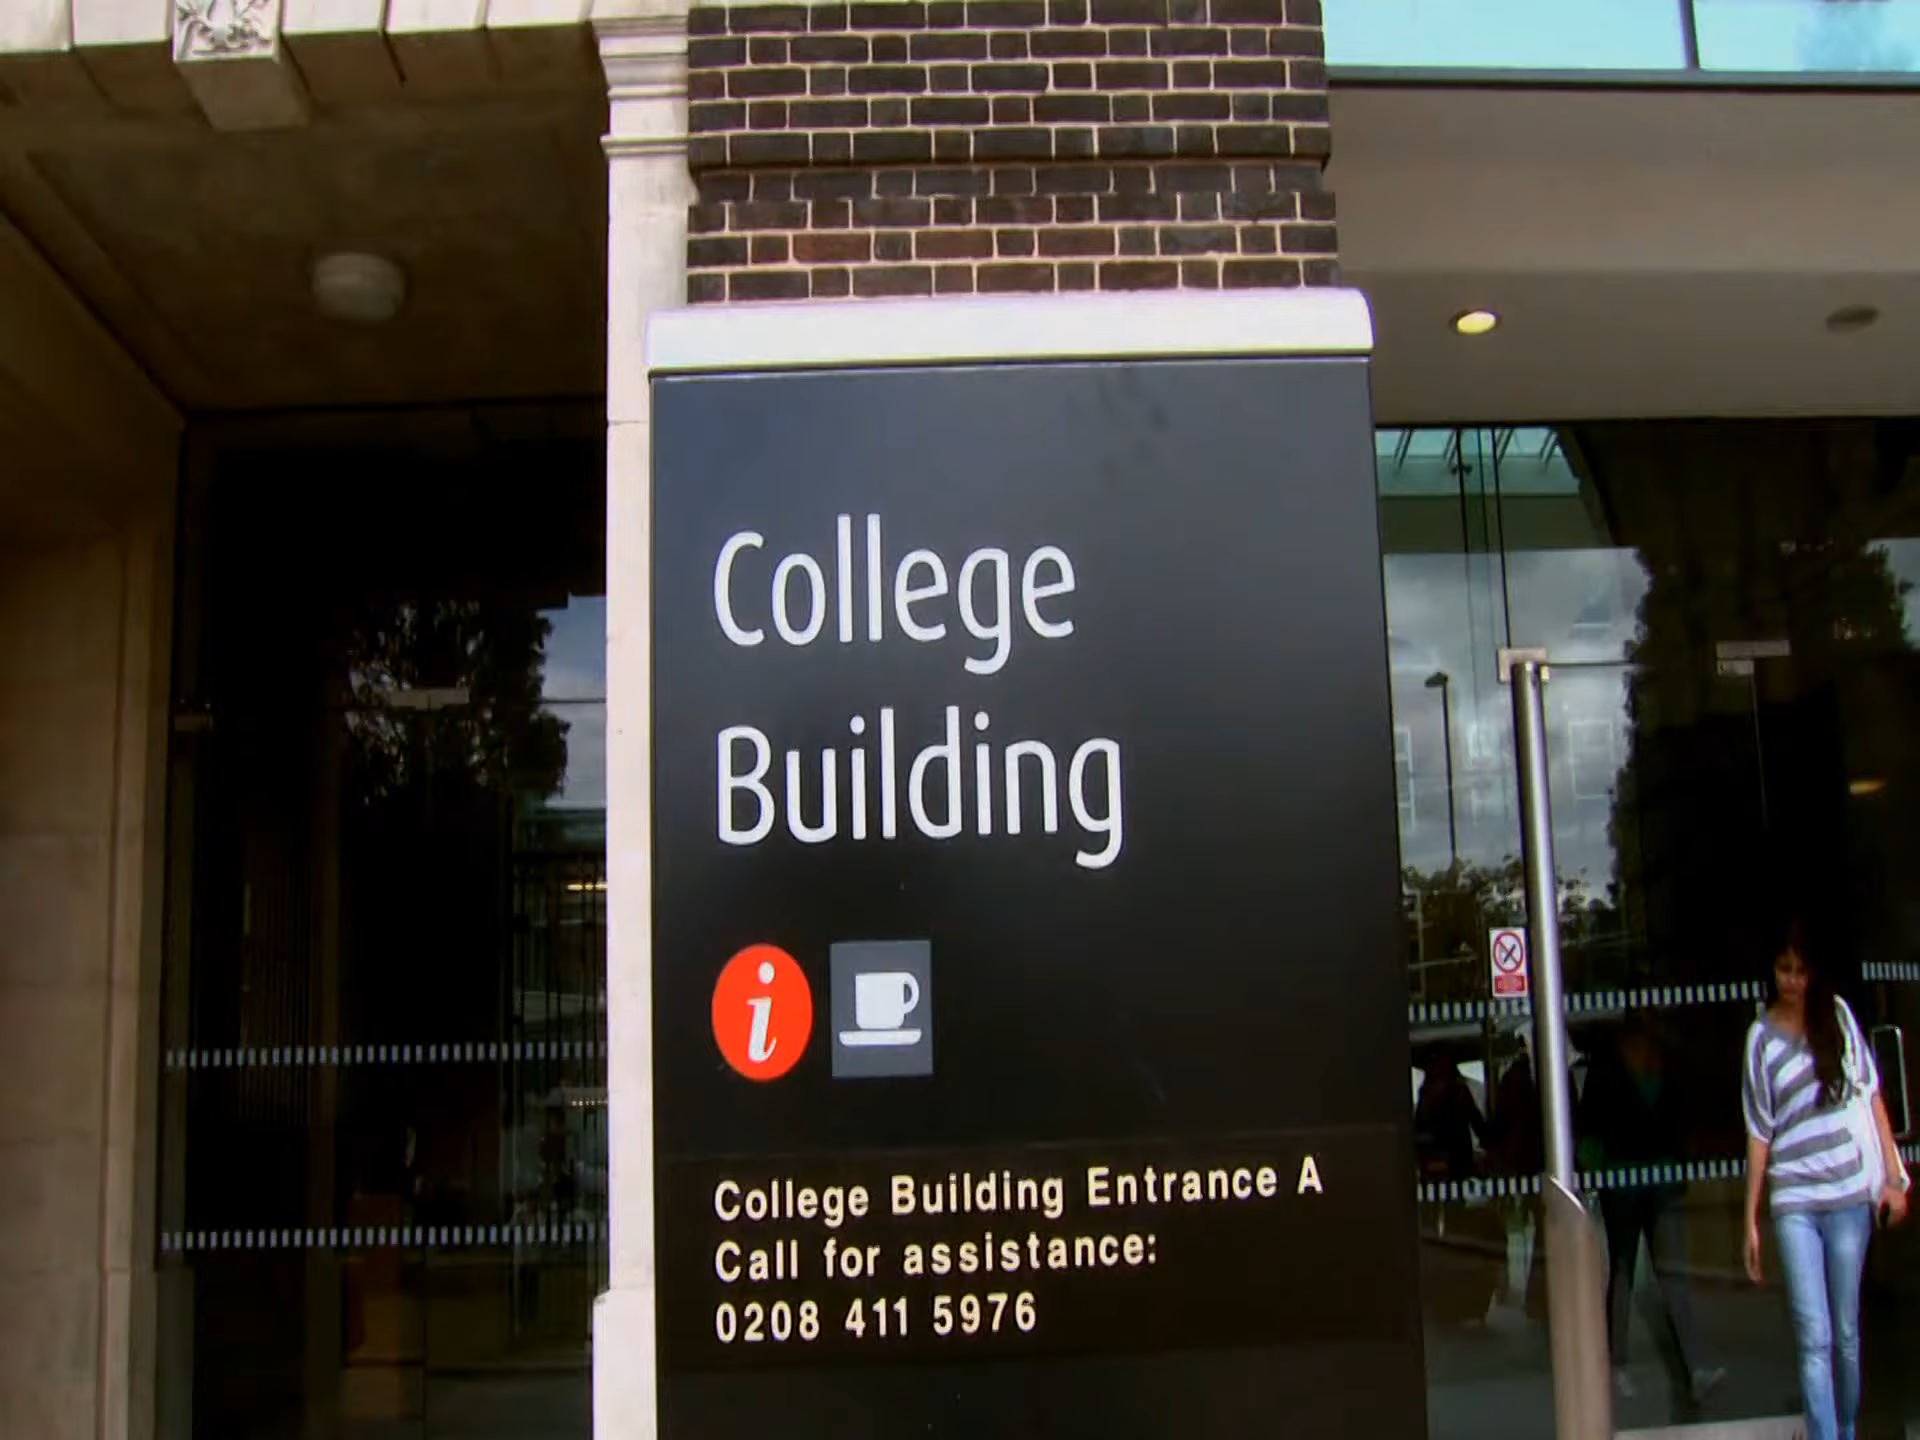 College
Building
i
College Building Entrance A
Call for assistance:
0208 411 5976